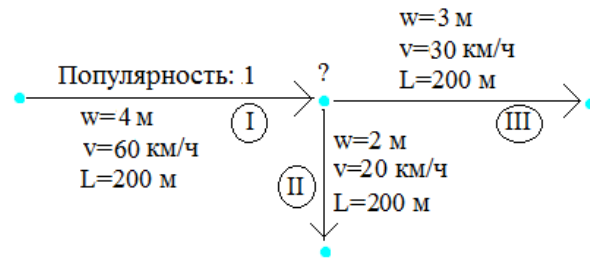 Популярность: 1
w=4 м
v=60 км/ч
L=200 м
I
?
w=3 м
v=30 км/ч
L=200 м
III
w=2 м
v=20 км/ч
L=200 м
II